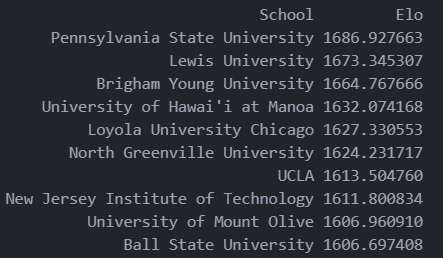 School Elo
Pennsylvania State University 1686.927663
Lewis University 1673.345307
Brigham Young University 1664.767666
University of Hawai'i at Manoa 1632.074168
Loyola University Chicago 1627.330553
North Greenville University 1624.231717
UCLA 1613.504760
New Jersey Institute of Technology 1611.800834
University of Mount Olive 1606.960910
Ball State University 1606.697408